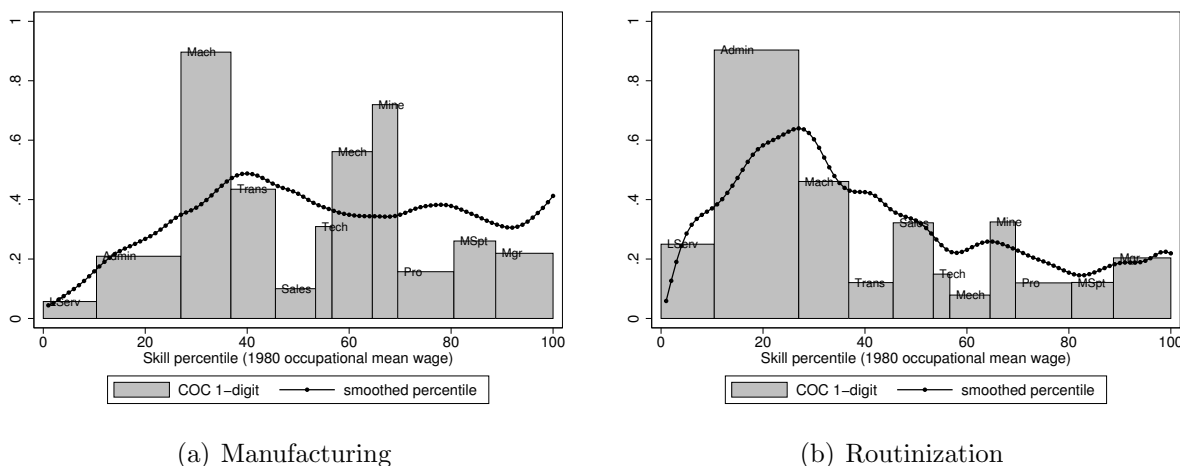 1
.8
.6
.4
.2
0
LServ
Admin
Mach
Trans
Sales
Tech
Mech
Mine
Pro
MSpt
Mgr
0 20 40 60 80 100
Skill percentile (1980 occupational mean wage)
COC 1−digit smoothed percentile
(a) Manufacturing
1
.8
.6
.4
.2
0
LServ
Admin
Mach
Trans
Sales
Tech
Mech
Mine
Pro
MSpt
Mgr
0 20 40 60 80 100
Skill percentile (1980 occupational mean wage)
COC 1−digit smoothed percentile
(b) Routinization